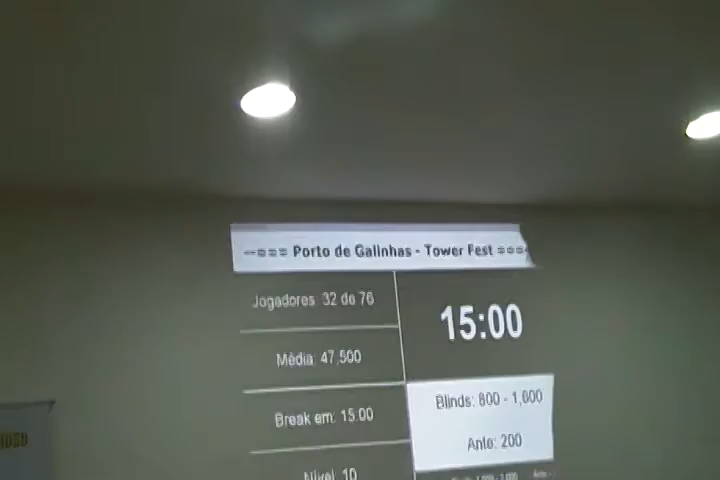 --=== Porto de Galinhas - Tower Fest ====
Jogadores: 32 de 76
Média: 47,500
Break em: 15:00
Nível 10
15:00
Blinds: 800 - 1,600
Ante: 200